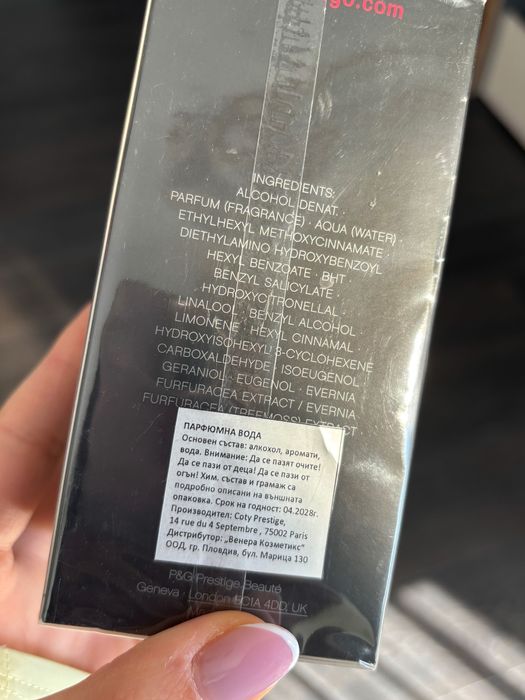 go.com
INGREDIENTS:
ALCOHOL DENAT. ·
PARFUM (FRAGRANCE) · AQUA (WATER) ·
ETHYLHEXYL METHOXYCINNAMATE ·
DIETHYLAMINO HYDROXYBENZOYL
HEXYL BENZOATE · BHT ·
BENZYL SALICYLATE ·
HYDROXYCITRONELLAL ·
LINALOOL · BENZYL ALCOHOL ·
LIMONENE · HEXYL CINNAMAL ·
HYDROXYISOHEXYL 3-CYCLOHEXENE
CARBOXALDEHYDE · ISOEUGENOL ·
GERANIOL · EUGENOL · EVERNIA
FURFURACEA EXTRACT / EVERNIA
FURFURACEA (TREEMOSS) EXTRACT
ПАРФЮМНА ВОДА
Основен състав: алкохол, аромати,
вода. Внимание: Да се пазят очите!
Да се пази от деца! Да се пази от
огън! Хим. състав и грамаж са
подробно описани на външната
опаковка. Срок на годност: 04.2028г.
Производител: Coty Prestige,
14 rue du 4 Septembre , 75002 Paris
Дистрибутор: „Венера Козметикс"
ООД, гр. Пловдив, бул. Марица 130
P&G Prestige Beauté
Geneva · London EC1A 4DD, UK